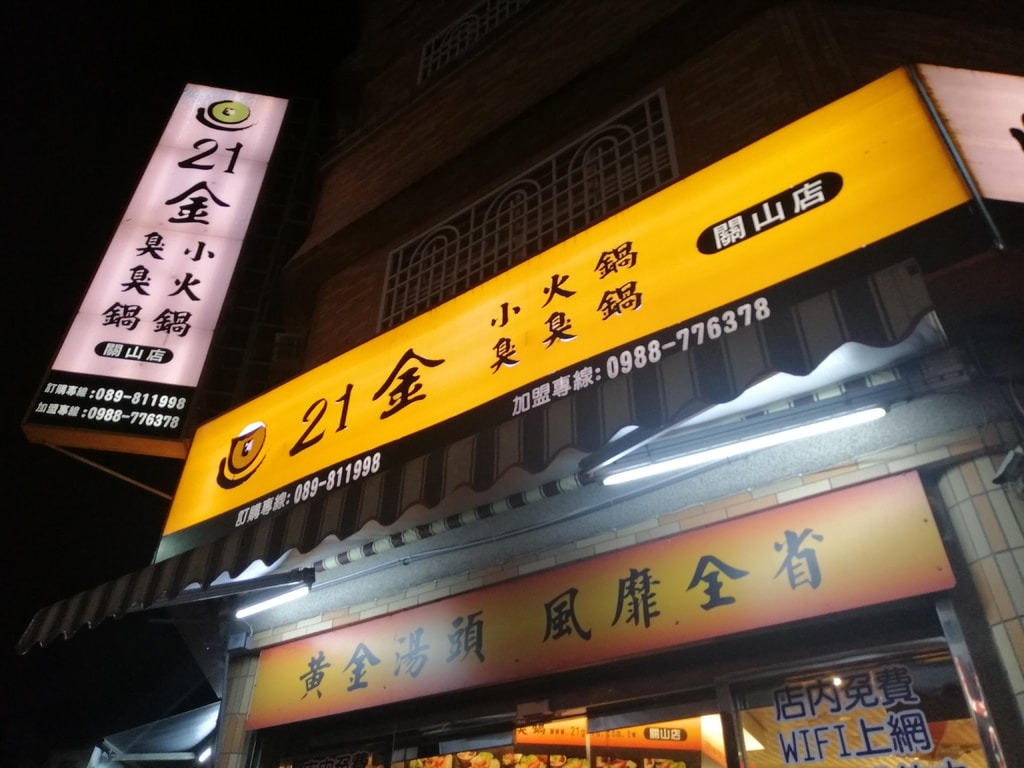 21
金
小火鍋
臭臭鍋
關山店
訂購專線:089-811998
加盟專線:0988-776378
21金
小火鍋
臭臭鍋
關山店
訂購專線:089-811998
加盟專線:0988-776378
黃金湯頭 風靡全省
臭鍋
關山店
店內免費
WIFI上網